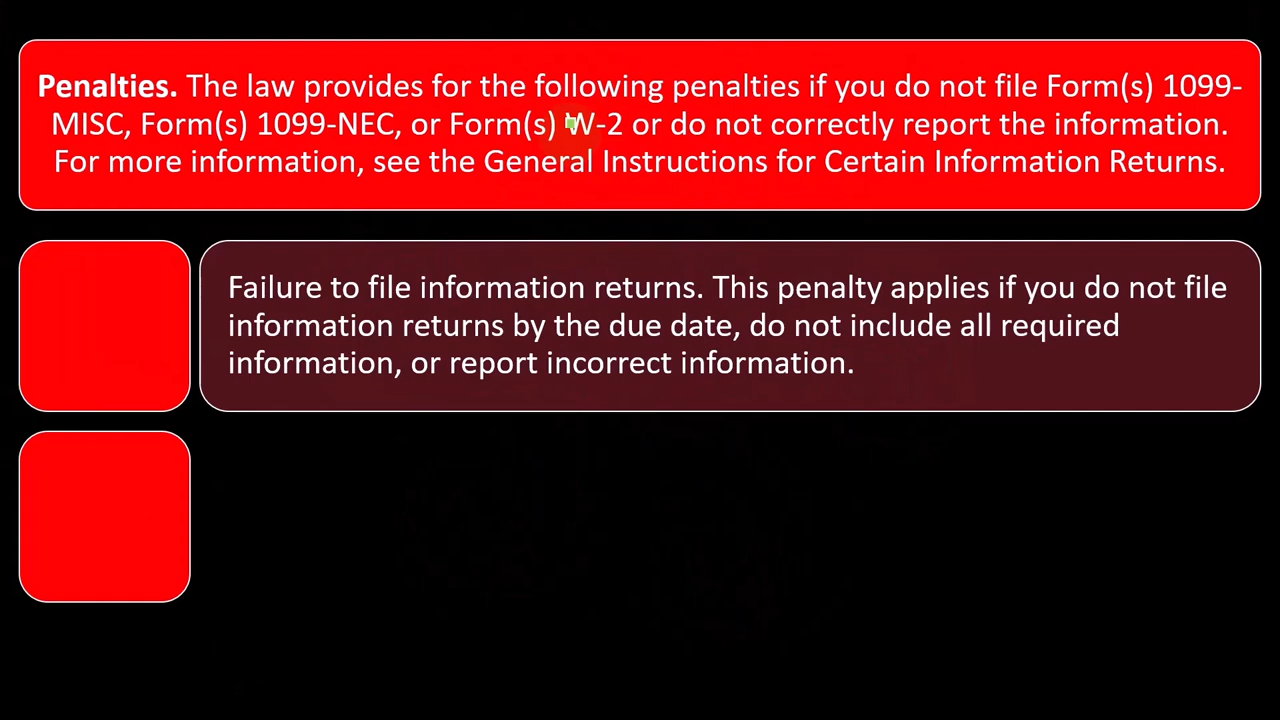 Penalties. The law provides for the following penalties if you do not file Form(s) 1099-
MISC, Form(s) 1099-NEC, or Form(s) W-2 or do not correctly report the information.
For more information, see the General Instructions for Certain Information Returns.
Failure to file information returns. This penalty applies if you do not file
information returns by the due date, do not include all required
information, or report incorrect information.